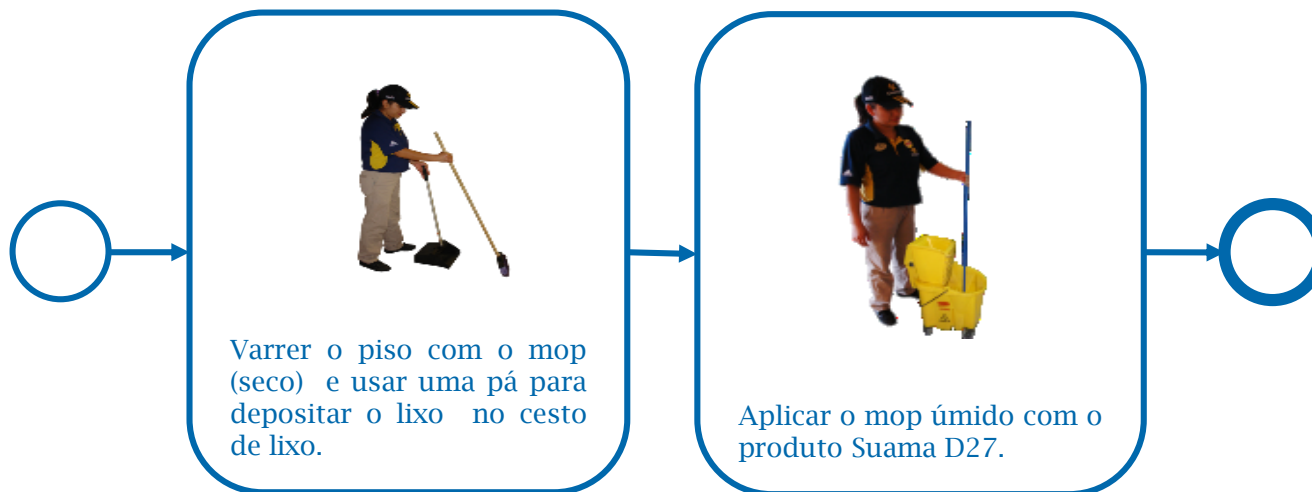 Varrer o piso com o mop
(seco) e usar uma pá para
depositar o lixo no cesto
de lixo.
Aplicar o mop úmido com o
produto Suama D27.